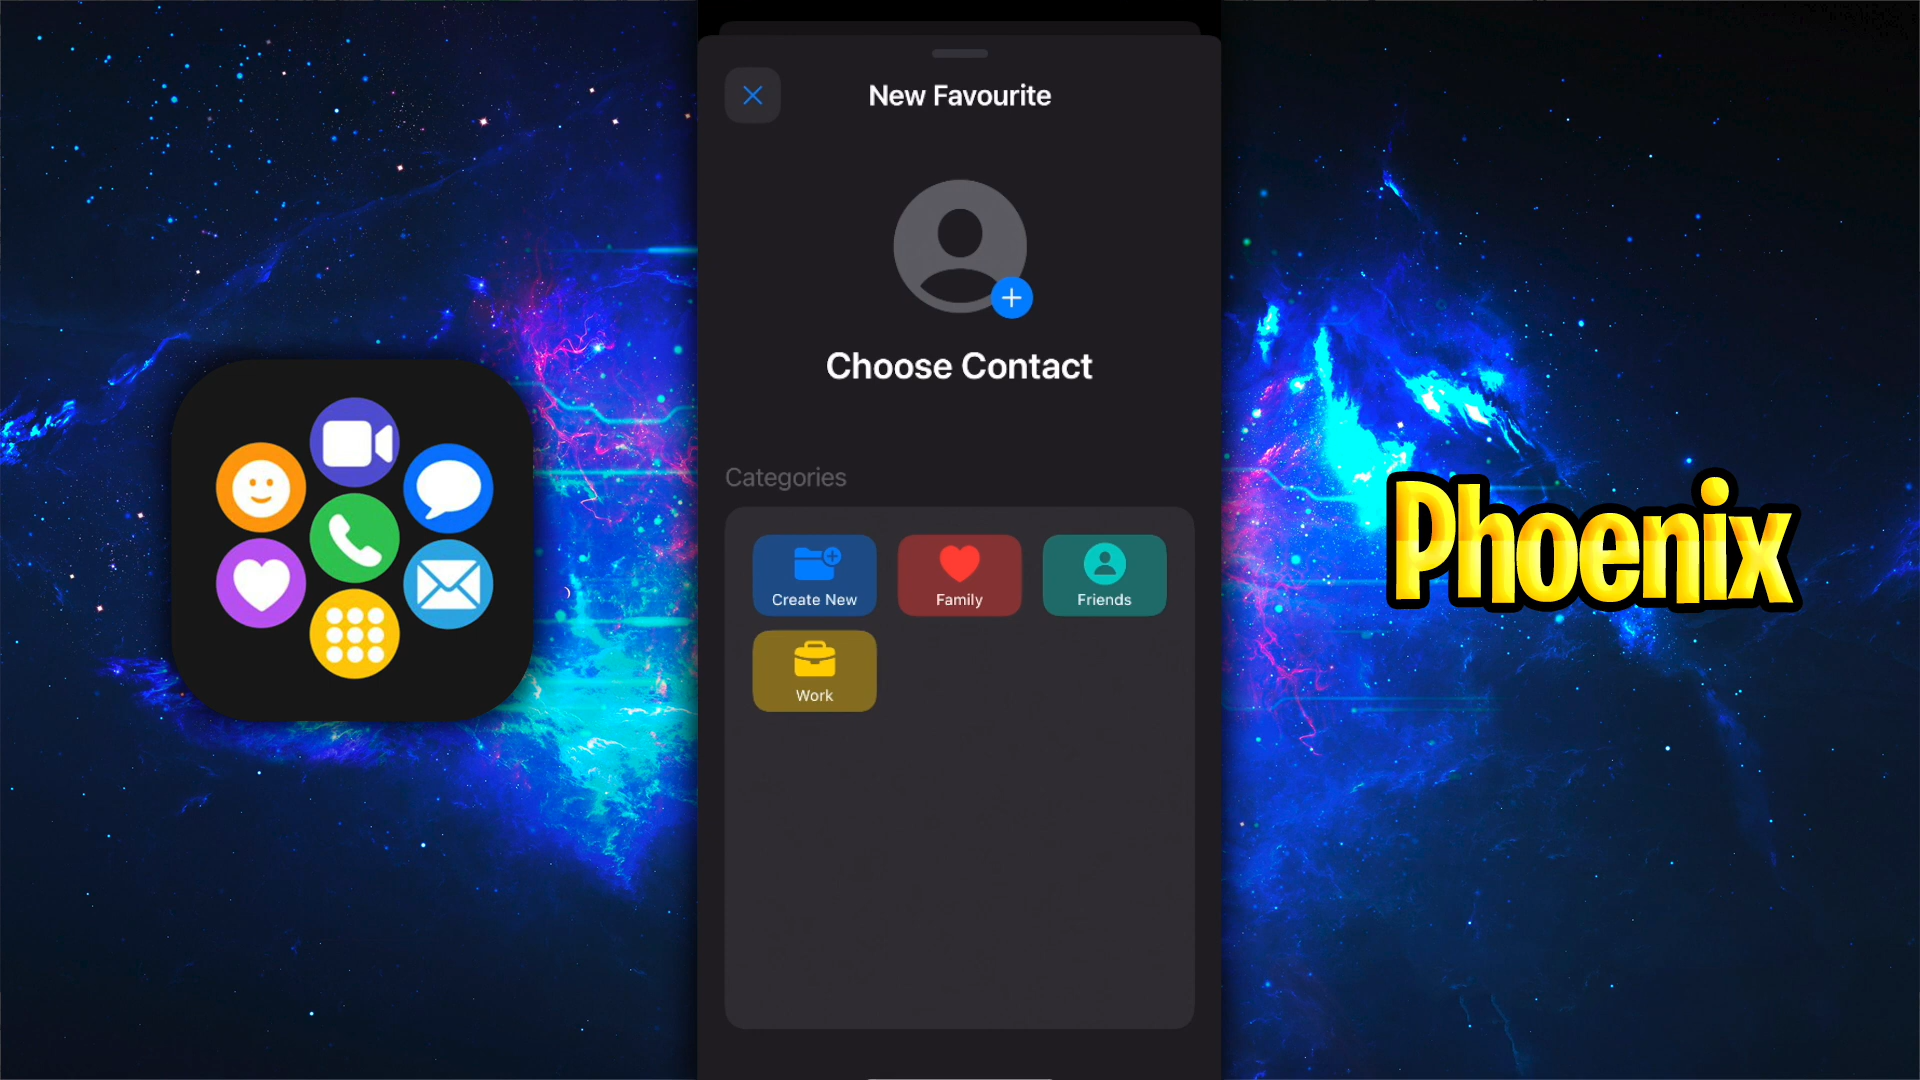 New Favourite
Choose Contact
Categories
Create New
Family
Friends
Work
Phoenix